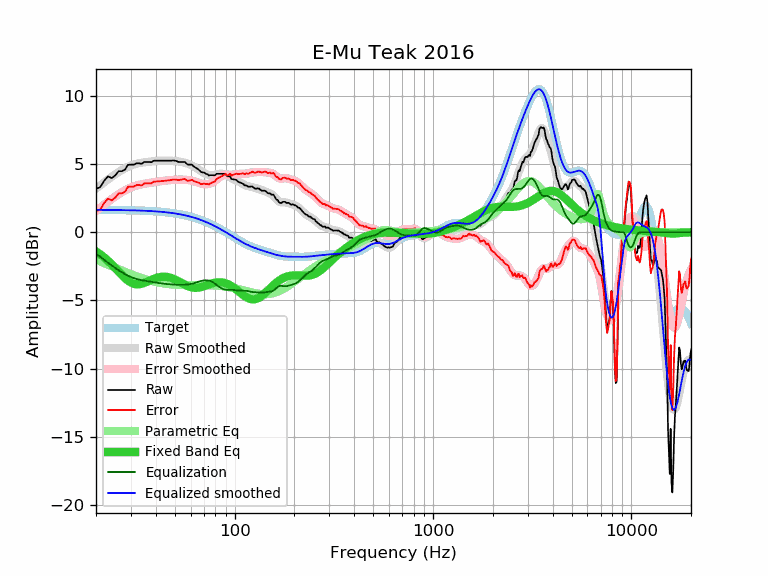 E-Mu Teak 2016
Amplitude (dBr)
10
5
0
−5
−10
−15
−20
Target
Raw Smoothed
Error Smoothed
Raw
Error
Parametric Eq
Fixed Band Eq
Equalization
Equalized smoothed
100
1000
10000
Frequency (Hz)